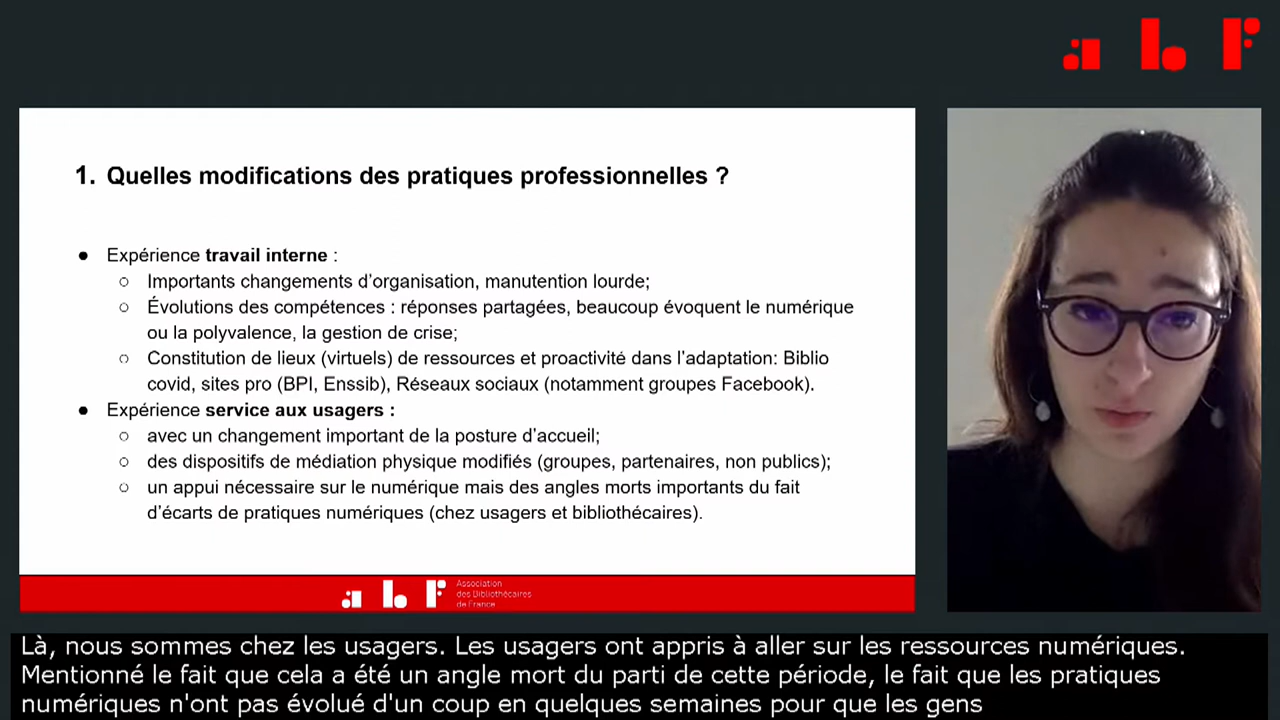 abf
1. Quelles modifications des pratiques professionnelles ?
● Expérience travail interne :
○ Importants changements d'organisation, manutention lourde;
○ Évolutions des compétences : réponses partagées, beaucoup évoquent le numérique
ou la polyvalence, la gestion de crise;
○ Constitution de lieux (virtuels) de ressources et proactivité dans l'adaptation: Biblio
covid, sites pro (BPI, Enssib), Réseaux sociaux (notamment groupes Facebook).
● Expérience service aux usagers :
○ avec un changement important de la posture d'accueil;
○ des dispositifs de médiation physique modifiés (groupes, partenaires, non publics);
○ un appui nécessaire sur le numérique mais des angles morts importants du fait
d'écarts de pratiques numériques (chez usagers et bibliothécaires).
abf
Association
des Bibliothécaires
de France
Là, nous sommes chez les usagers. Les usagers ont appris à aller sur les ressources numériques.
Mentionné le fait que cela a été un angle mort du parti de cette période, le fait que les pratiques
numériques n'ont pas évolué d'un coup en quelques semaines pour que les gens